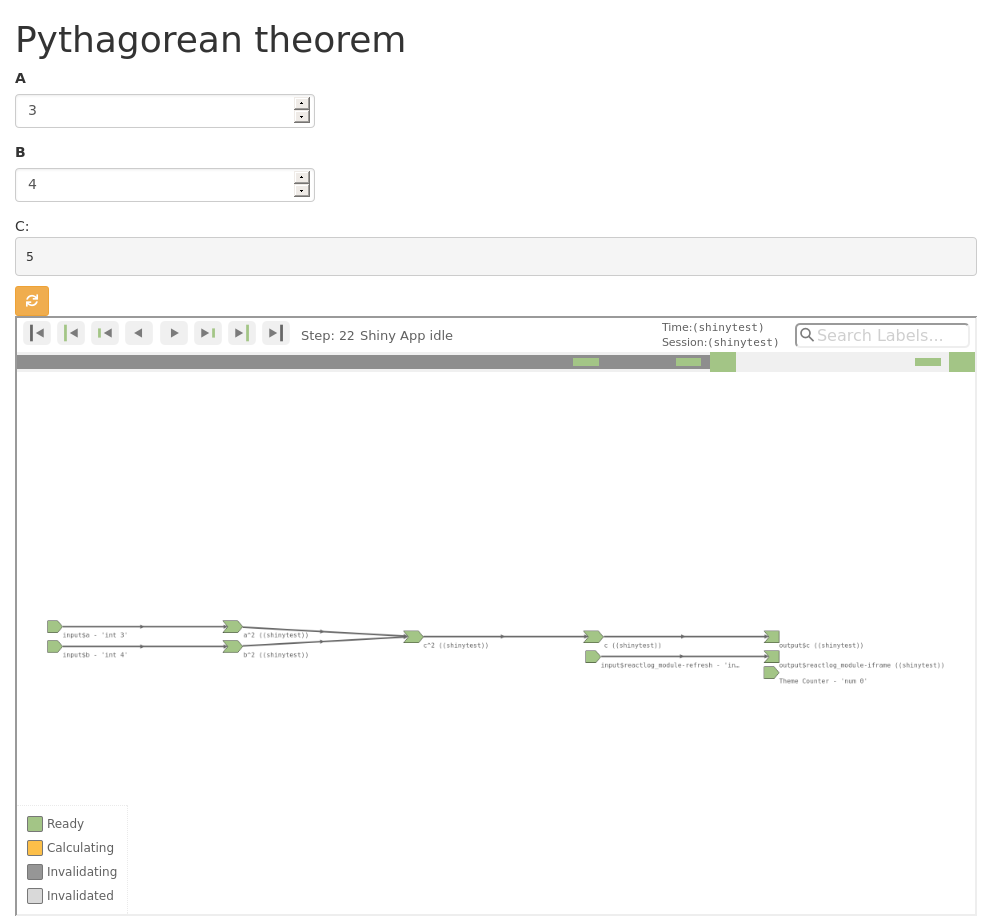 Pythagorean theorem
A
3
B
4
C:
5
Step: 22 Shiny App idle
Time:(shinytest)
Session:(shinytest)
Search Labels...
input$a - 'int 3'
a^2 ((shinytest))
c^2 ((shinytest))
c ((shinytest))
output$c ((shinytest))
input$b - 'int 4'
b^2 ((shinytest))
input$reactlog_module-refresh - 'in…
output$reactlog_module-iframe ((shinytest))
Theme Counter - 'num 0'
Ready
Calculating
Invalidating
Invalidated